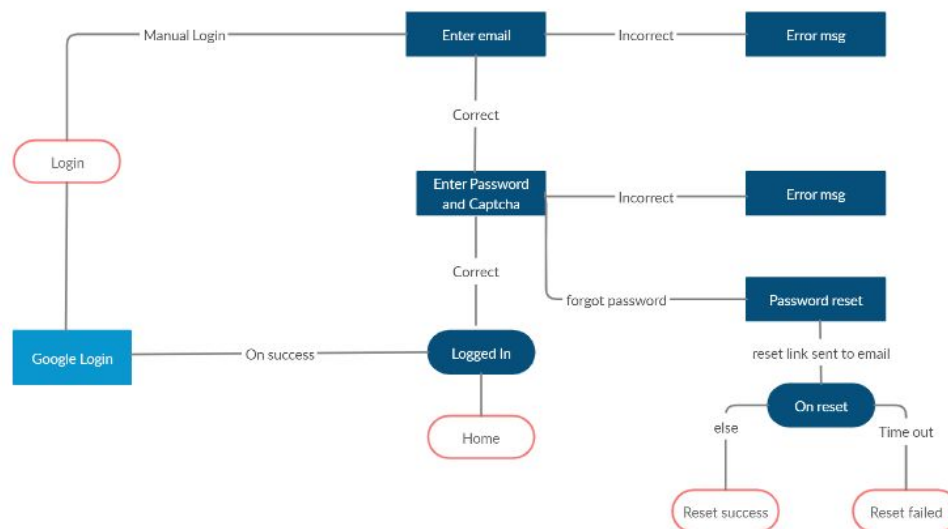 Manual Login
Enter email
Incorrect
Error msg
Correct
Login
Enter Password
and Captcha
Incorrect
Error msg
Correct
forgot password
Password reset
Google Login
On success
Logged In
reset link sent to email
On reset
else
Time out
Home
Reset success
Reset failed